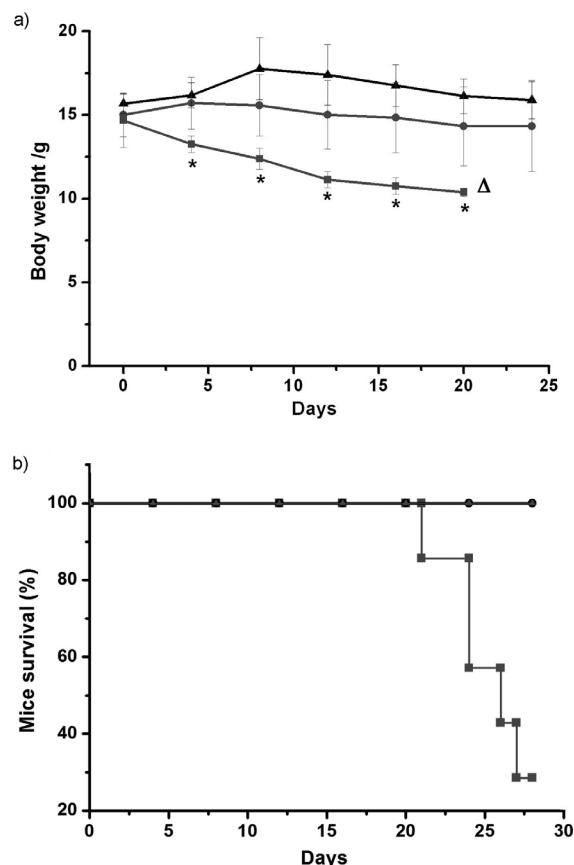 a)
20
15
10
5
0
Body weight /g
* * * * * Δ
0 5 10 15 20 25
Days
b)
100
80
60
40
20
Mice survival (%)
0 5 10 15 20 25 30
Days